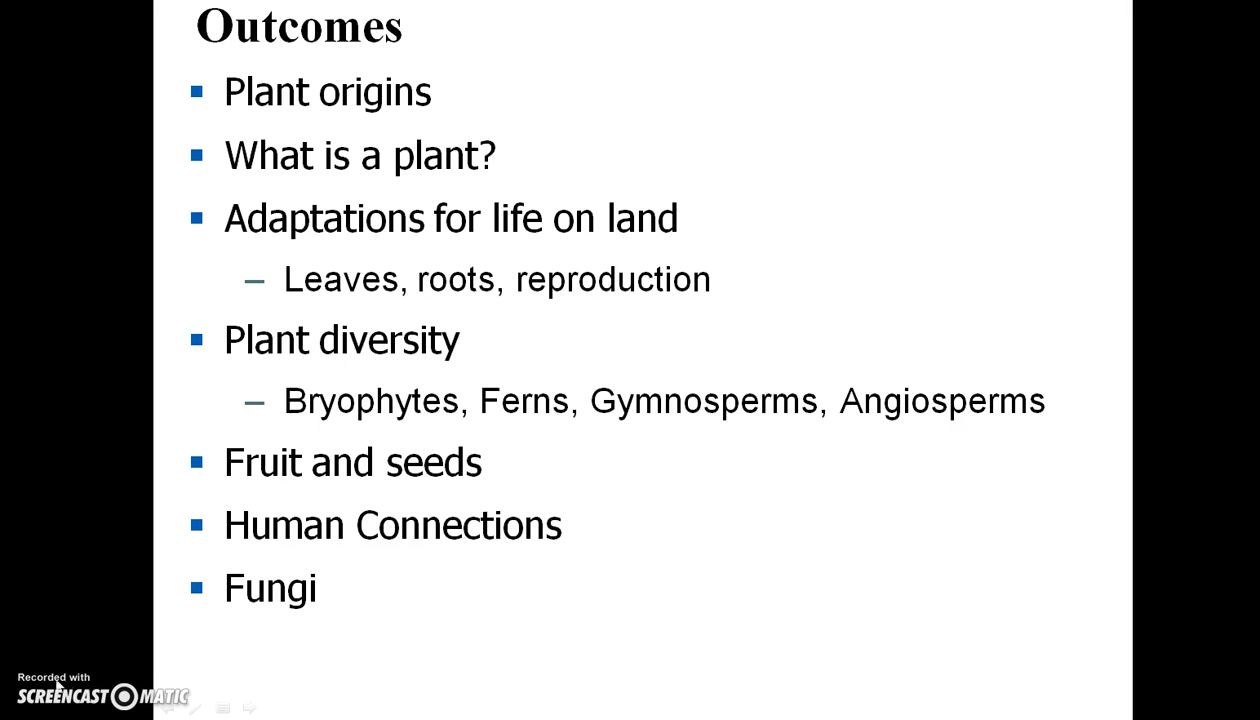 Outcomes
▪ Plant origins
▪ What is a plant?
▪ Adaptations for life on land
– Leaves, roots, reproduction
▪ Plant diversity
– Bryophytes, Ferns, Gymnosperms, Angiosperms
▪ Fruit and seeds
▪ Human Connections
▪ Fungi
Recorded with
SCREENCAST MATIC